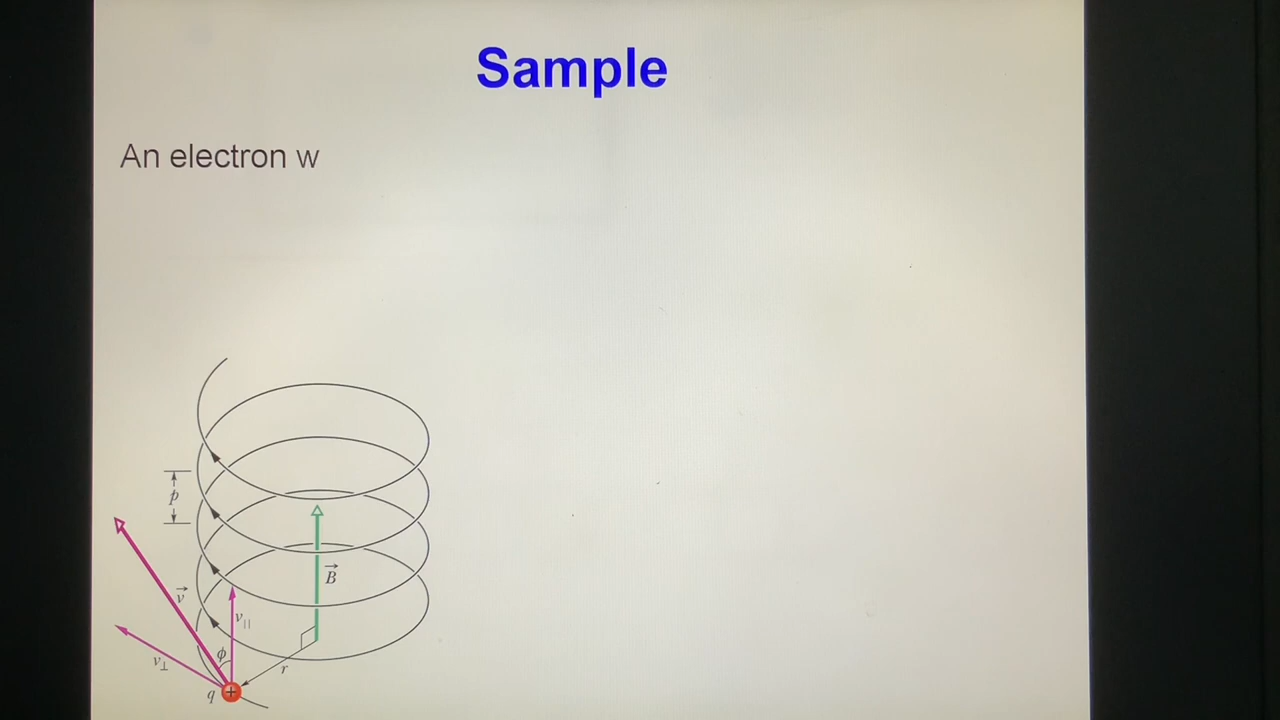 Sample
An electron w
p
B
v
v||
ϕ
v⊥
r
q
+